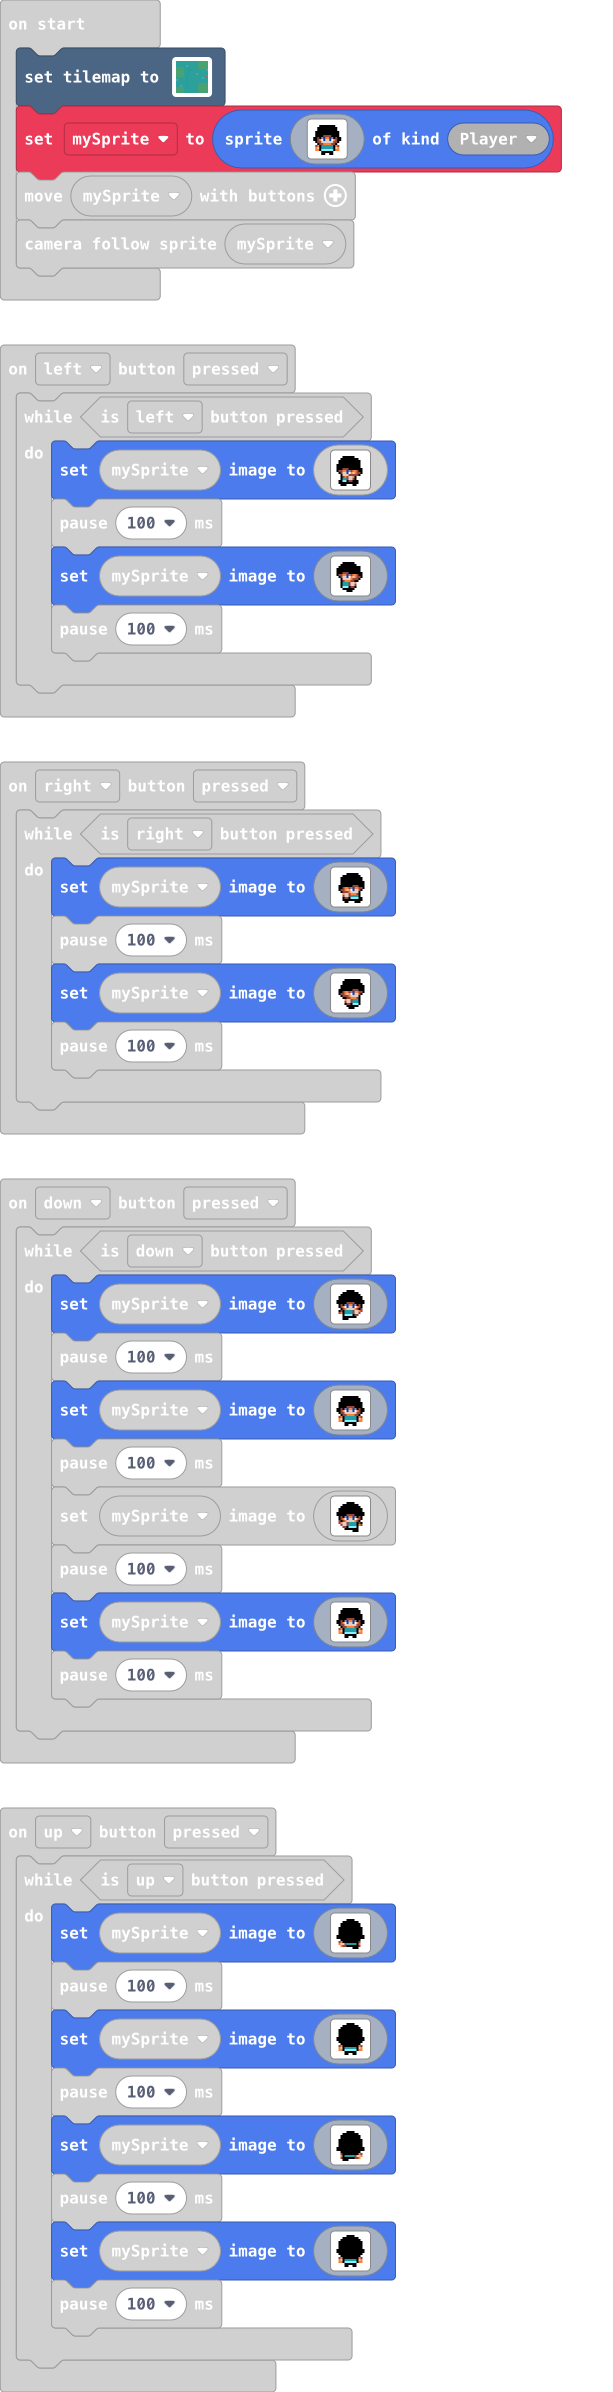 on start
set tilemap to
set mySprite to sprite of kind Player
move mySprite with buttons
camera follow sprite mySprite
on left button pressed
while is left button pressed
do
set mySprite image to
pause 100 ms
set mySprite image to
pause 100 ms
on right button pressed
while is right button pressed
do
set mySprite image to
pause 100 ms
set mySprite image to
pause 100 ms
on down button pressed
while is down button pressed
do
set mySprite image to
pause 100 ms
set mySprite image to
pause 100 ms
set mySprite image to
pause 100 ms
set mySprite image to
pause 100 ms
on up button pressed
while is up button pressed
do
set mySprite image to
pause 100 ms
set mySprite image to
pause 100 ms
set mySprite image to
pause 100 ms
set mySprite image to
pause 100 ms